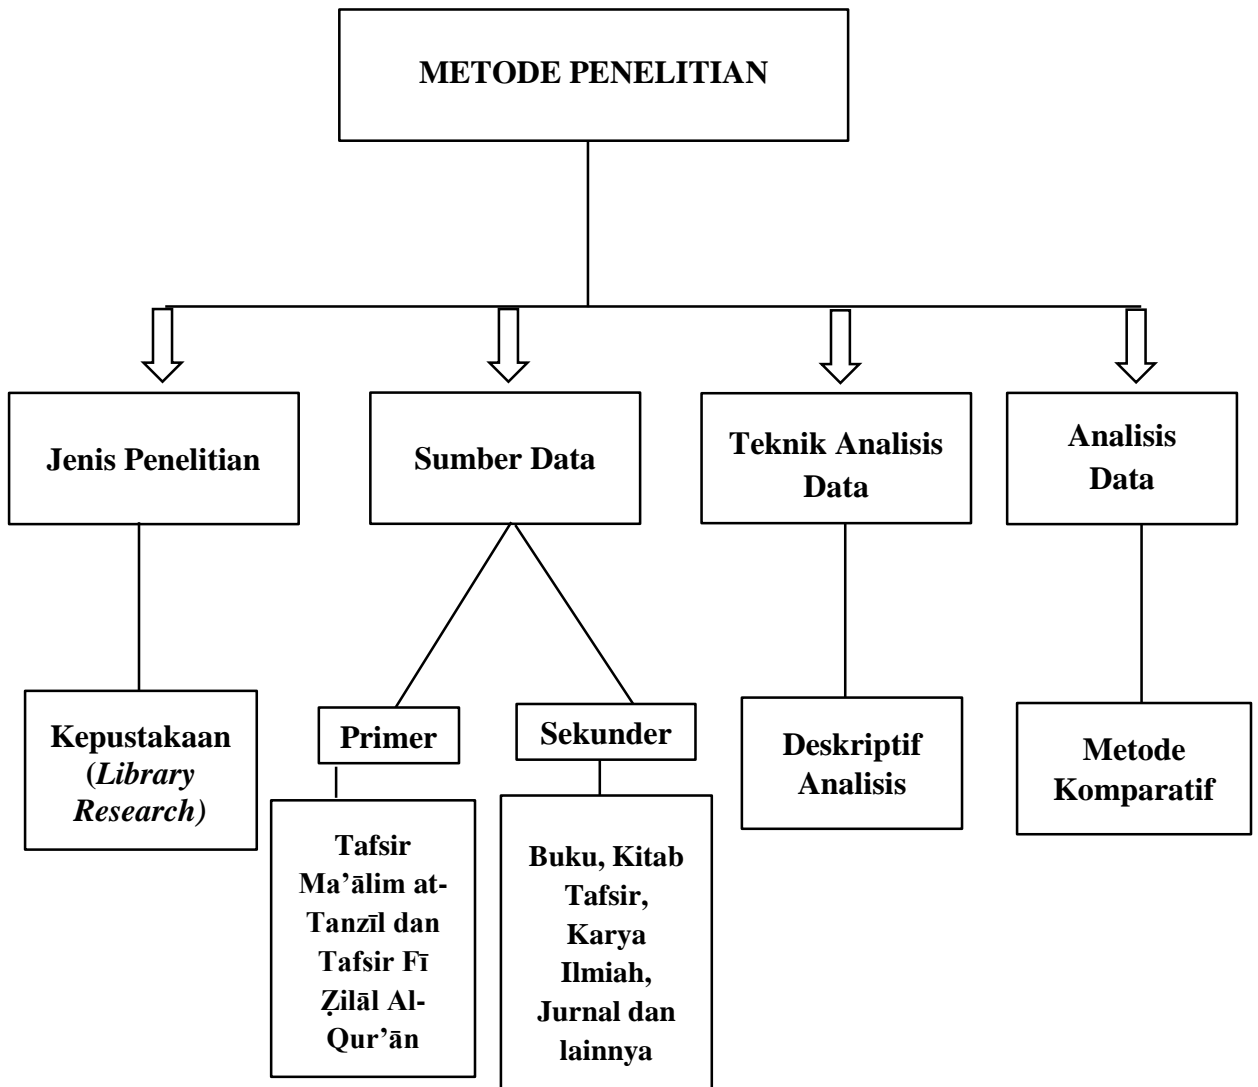 METODE PENELITIAN
Jenis Penelitian
Sumber Data
Teknik Analisis
Data
Analisis
Data
Kepustakaan
(Library
Research)
Primer
Sekunder
Deskriptif
Analisis
Metode
Komparatif
Tafsir
Ma’ālim at-
Tanzīl dan
Tafsir Fī
Ẓilāl Al-
Qur’ān
Buku, Kitab
Tafsir,
Karya
Ilmiah,
Jurnal dan
lainnya